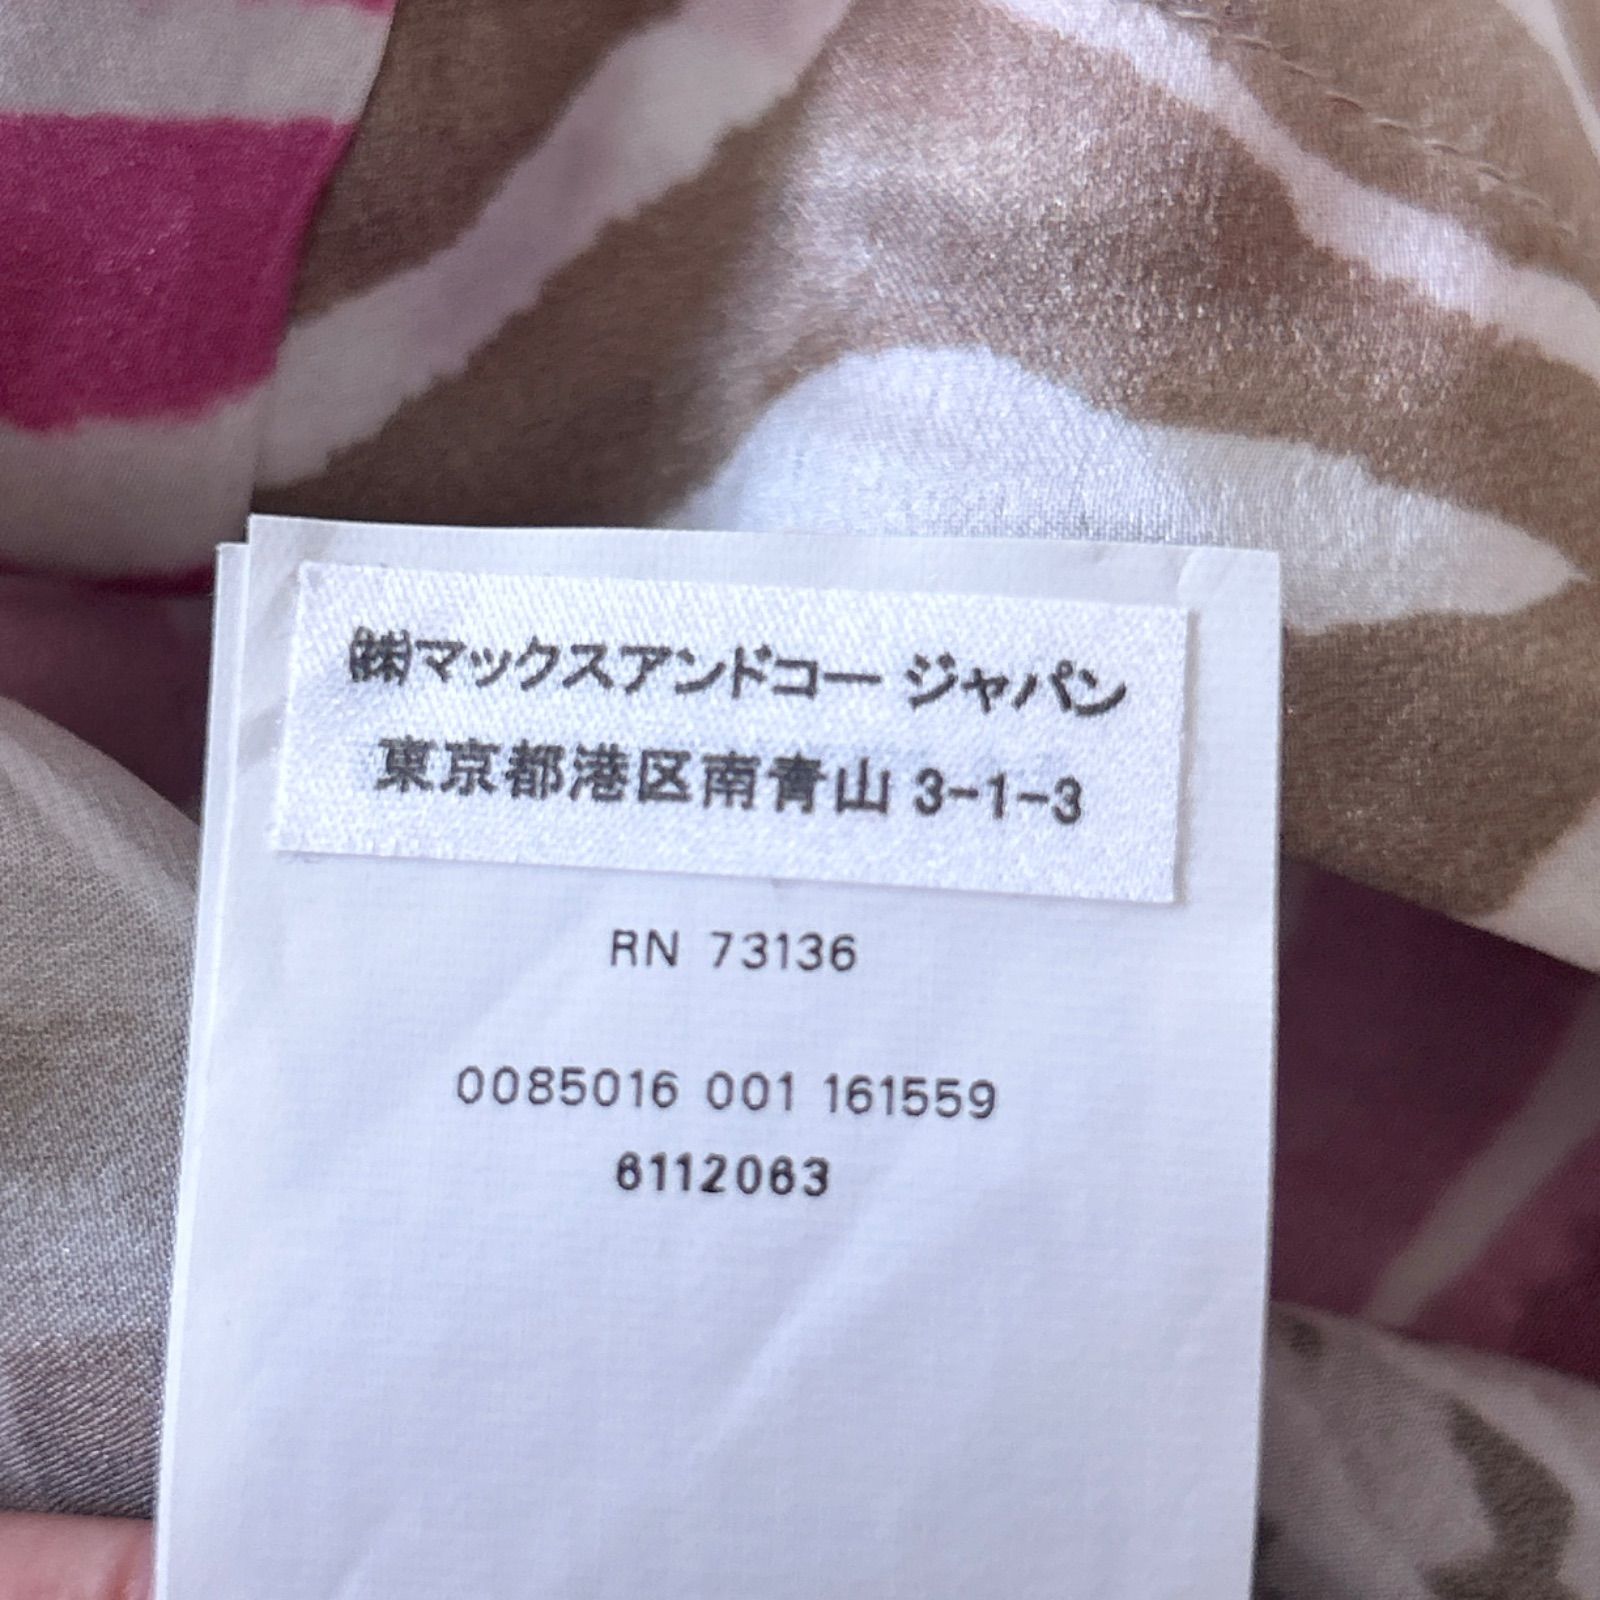 ㈱マックスアンドコー ジャパン
東京都港区南青山 3-1-3
RN 73136
0085016 001 161559
6112063